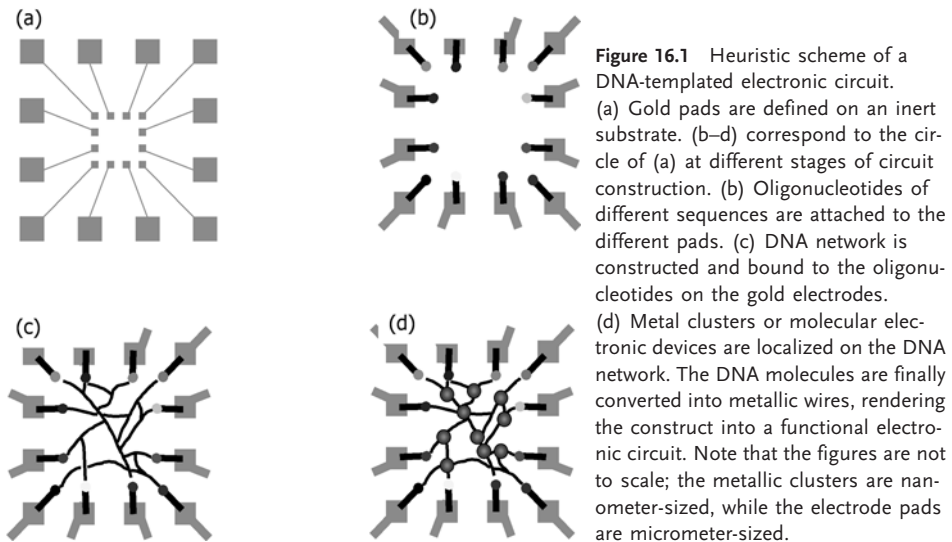 (a)
(b)
(c)
(d)
Figure 16.1 Heuristic scheme of a
DNA-templated electronic circuit.
(a) Gold pads are defined on an inert
substrate. (b–d) correspond to the cir-
cle of (a) at different stages of circuit
construction. (b) Oligonucleotides of
different sequences are attached to the
different pads. (c) DNA network is
constructed and bound to the oligonu-
cleotides on the gold electrodes.
(d) Metal clusters or molecular elec-
tronic devices are localized on the DNA
network. The DNA molecules are finally
converted into metallic wires, rendering
the construct into a functional electro-
nic circuit. Note that the figures are not
to scale; the metallic clusters are nan-
ometer-sized, while the electrode pads
are micrometer-sized.